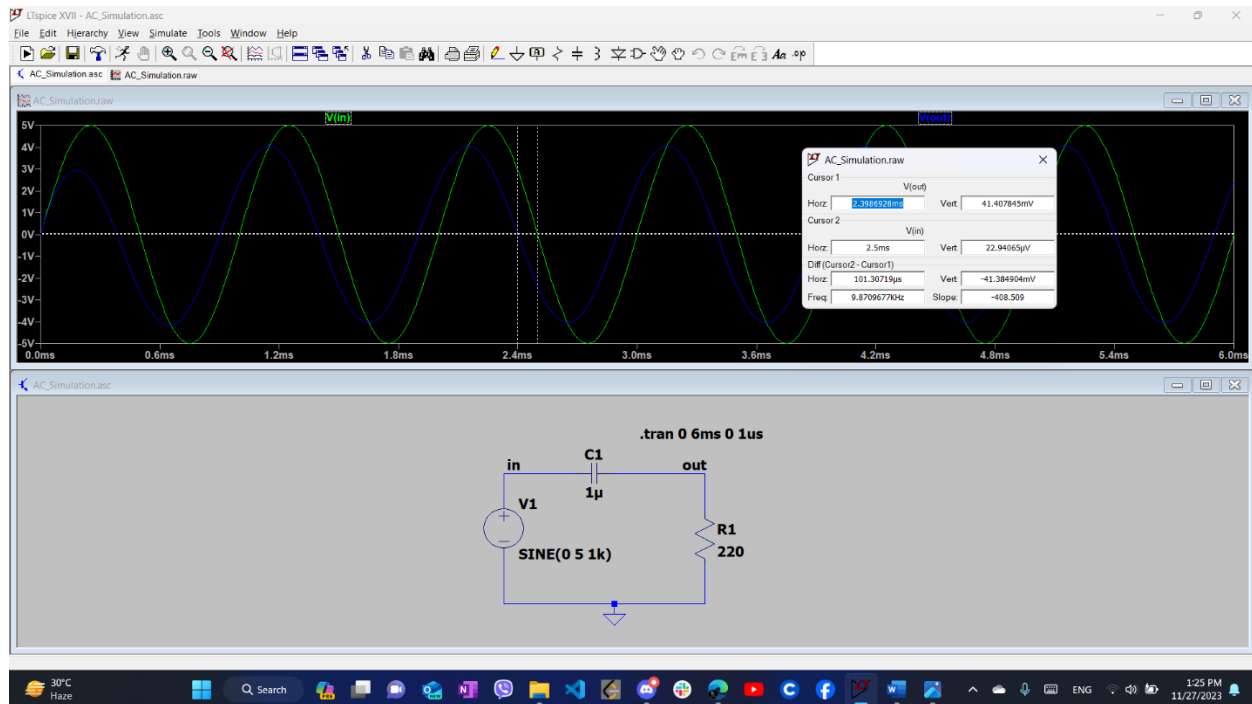 LTspice XVII - AC_Simulation.asc
File Edit Hierarchy View Simulate Tools Window Help
AC_Simulation.asc AC_Simulation.raw
AC_Simulation.raw
V(in) V(out)
5V
4V
3V
2V
1V
0V
-1V
-2V
-3V
-4V
-5V
0.0ms 0.6ms 1.2ms 1.8ms 2.4ms 3.0ms 3.6ms 4.2ms 4.8ms 5.4ms 6.0ms
AC_Simulation.raw
Cursor 1
V(out)
Horz: 2.3986928ms Vert: 41.407845mV
Cursor 2
V(in)
Horz: 2.5ms Vert: 22.94065µV
Diff (Cursor2 - Cursor1)
Horz: 101.30719µs Vert: -41.384904mV
Freq: 9.8709677KHz Slope: -408.509
AC_Simulation.asc
.tran 0 6ms 0 1us
in C1 out
1µ
V1
SINE(0 5 1k)
R1
220
30°C
Haze
Search
ENG
1:25 PM
11/27/2023